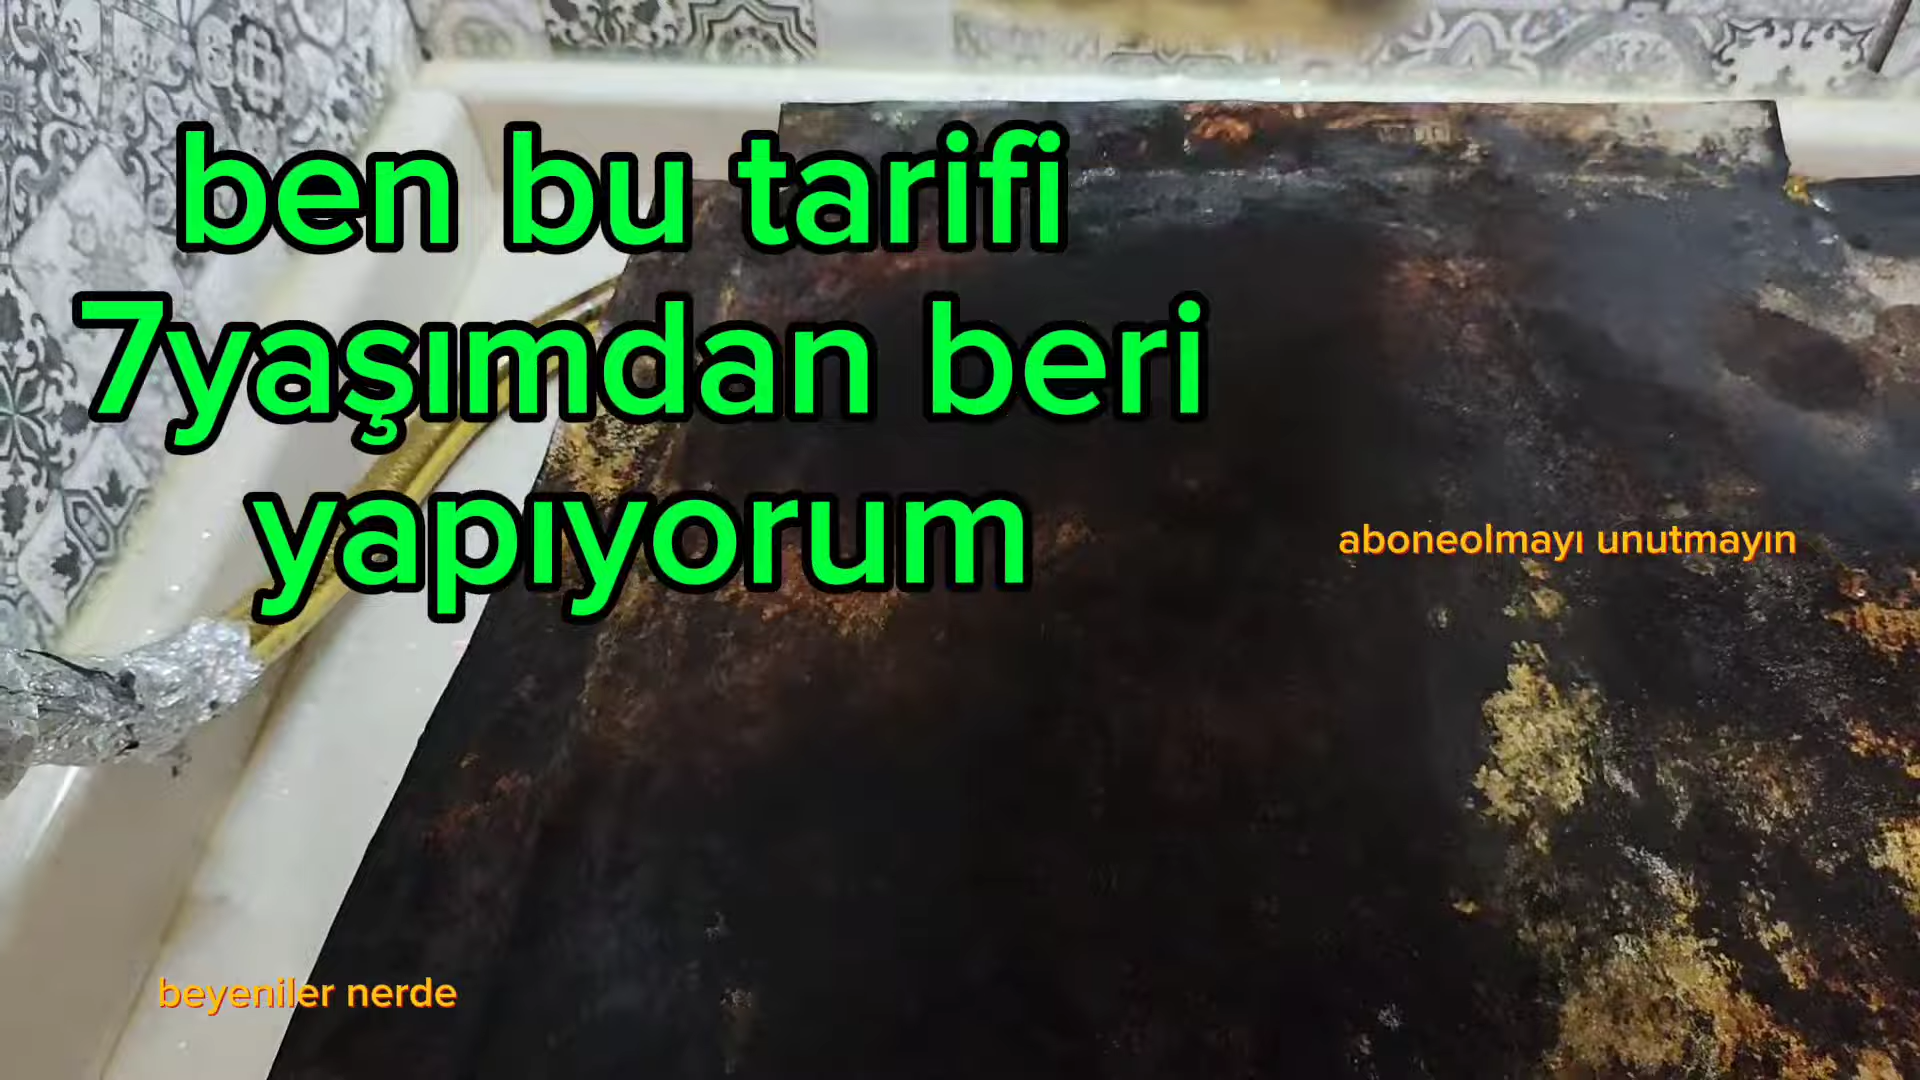 ben bu tarifi
7yaşımdan beri
yapıyorum
aboneolmayı unutmayın
beyeniler nerde